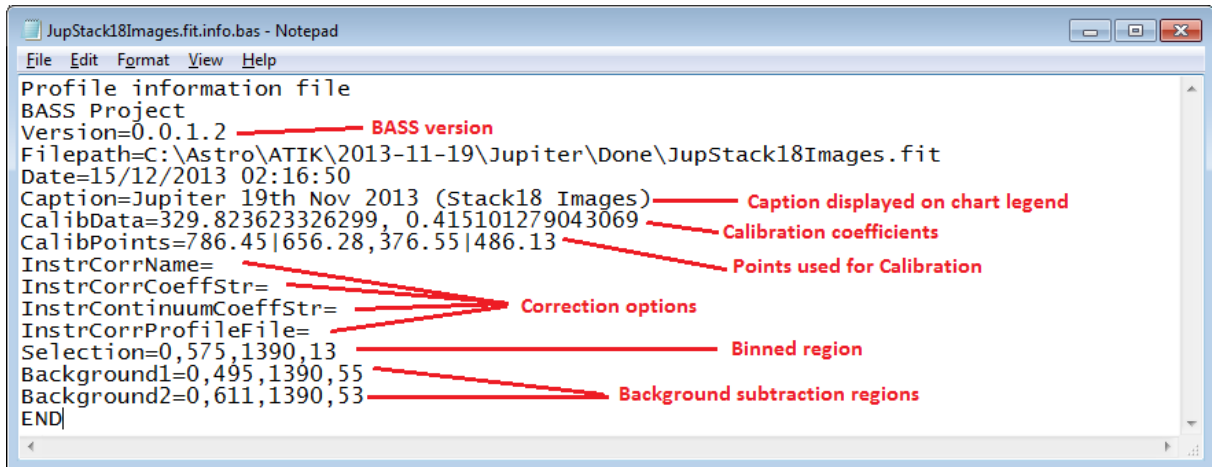 JupStack18Images.fit.info.bas - Notepad
File Edit Format View Help
Profile information file
BASS Project
Version=0.0.1.2 BASS version
Filepath=C:\Astro\ATIK\2013-11-19\Jupiter\Done\JupStack18Images.fit
Date=15/12/2013 02:16:50
Caption=Jupiter 19th Nov 2013 (Stack18 Images) Caption displayed on chart legend
CalibData=329.823623326299, 0.415101279043069 Calibration coefficients
CalibPoints=786.45|656.28,376.55|486.13 Points used for Calibration
InstrCorrName=
InstrCorrCoeffStr=
InstrContinuumCoeffStr= Correction options
InstrCorrProfileFile=
Selection=0,575,1390,13 Binned region
Background1=0,495,1390,55
Background2=0,611,1390,53 Background subtraction regions
END